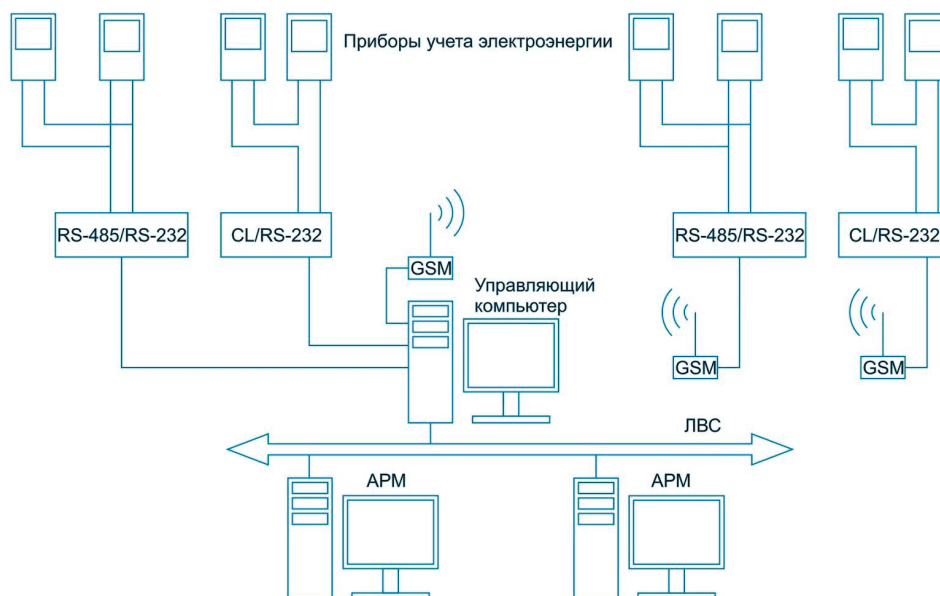 Приборы учета электроэнергии
RS-485/RS-232
CL/RS-232
RS-485/RS-232
CL/RS-232
GSM
Управляющий
компьютер
GSM
GSM
ЛВС
АРМ
АРМ